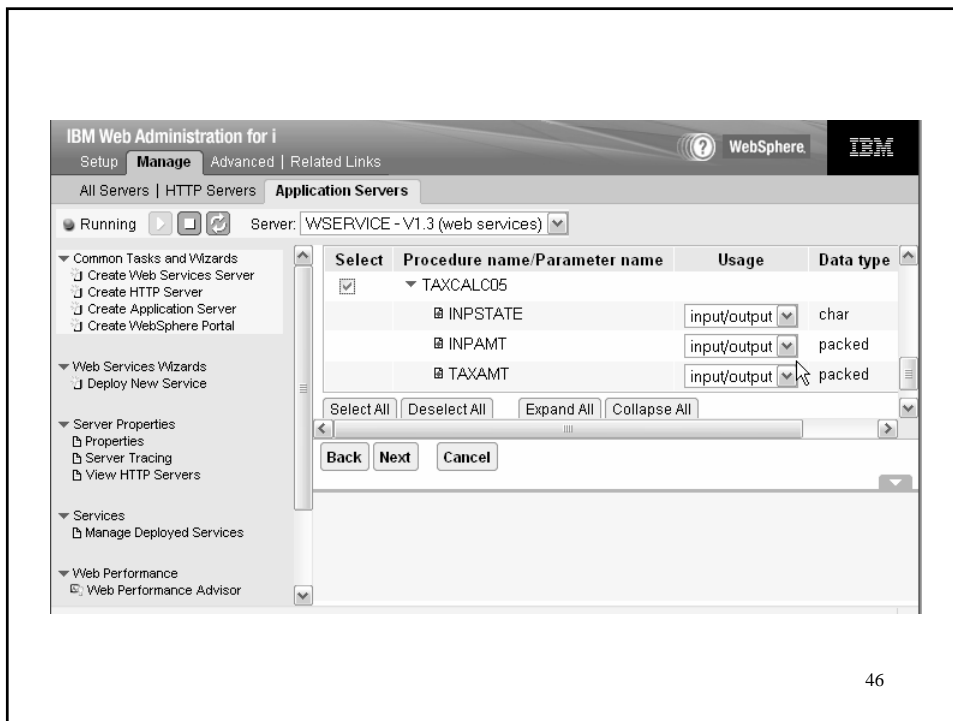 IBM Web Administration for i
WebSphere.
IBM
Setup Manage Advanced | Related Links
All Servers | HTTP Servers Application Servers
Running Server: WSERVICE - V1.3 (web services)
Common Tasks and Wizards
Create Web Services Server
Create HTTP Server
Create Application Server
Create WebSphere Portal
Web Services Wizards
Deploy New Service
Server Properties
Properties
Server Tracing
View HTTP Servers
Services
Manage Deployed Services
Web Performance
Web Performance Advisor
Select Procedure name/Parameter name Usage Data type
TAXCALC05
INPSTATE input/output char
INPAMT input/output packed
TAXAMT input/output packed
Select All Deselect All Expand All Collapse All
Back Next Cancel
46